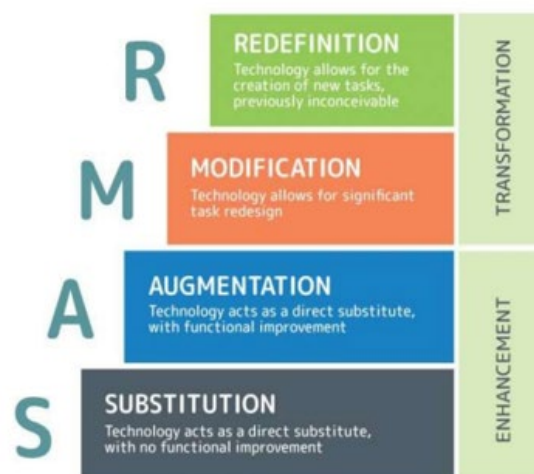 R
REDEFINITION
Technology allows for the
creation of new tasks,
previously inconceivable
M
MODIFICATION
Technology allows for significant
task redesign
TRANSFORMATION
A
AUGMENTATION
Technology acts as a direct substitute,
with functional improvement
S
SUBSTITUTION
Technology acts as a direct substitute,
with no functional improvement
ENHANCEMENT